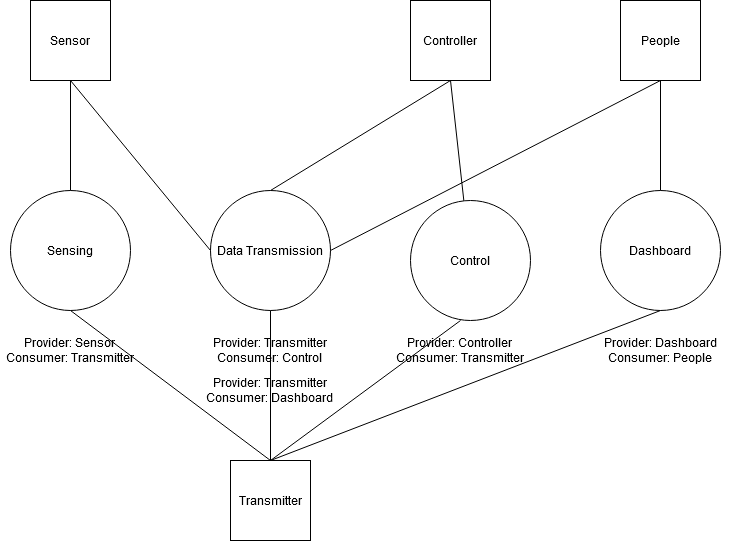 Sensor
Controller
People
Sensing
Data Transmission
Control
Dashboard
Provider: Sensor
Consumer: Transmitter
Provider: Transmitter
Consumer: Control
Provider: Transmitter
Consumer: Dashboard
Provider: Controller
Consumer: Transmitter
Provider: Dashboard
Consumer: People
Transmitter